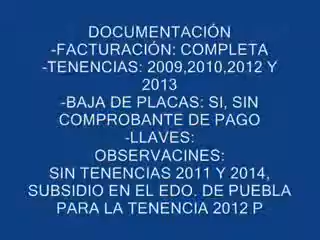 DOCUMENTACIÓN
-FACTURACIÓN: COMPLETA
-TENENCIAS: 2009,2010,2012 Y
2013
-BAJA DE PLACAS: SI, SIN
COMPROBANTE DE PAGO
-LLAVES:
OBSERVACINES:
SIN TENENCIAS 2011 Y 2014,
SUBSIDIO EN EL EDO. DE PUEBLA
PARA LA TENENCIA 2012 P